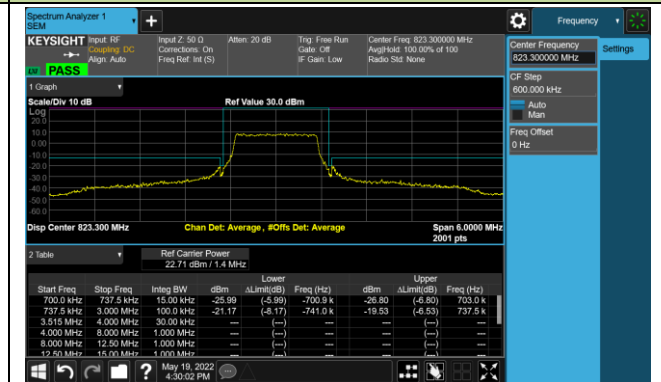 Spectrum Analyzer 1
SEM
Frequency
KEYSIGHT Input: RF Input Z: 50 Ω Atten: 20 dB Trig: Free Run Center Freq: 823.300000 MHz
Coupling: DC Corrections: On Gate: Off Avg|Hold: 100.00% of 100
Align: Auto Freq Ref: Int (S) IF Gain: Low Radio Std: None
PASS
Center Frequency
823.300000 MHz
Settings
CF Step
600.000 kHz
Auto
Man
Freq Offset
0 Hz
1 Graph
Scale/Div 10 dB Ref Value 30.0 dBm
Log
20.0
10.0
0.00
-10.0
-20.0
-30.0
-40.0
-50.0
-60.0
Disp Center 823.300 MHz Chan Det: Average , #Offs Det: Average Span 6.0000 MHz
2001 pts
2 Table Ref Carrier Power
22.71 dBm / 1.4 MHz
Lower Upper
Start Freq Stop Freq Integ BW dBm ΔLimit(dB) Freq (Hz) dBm ΔLimit(dB) Freq (Hz)
700.0 kHz 737.5 kHz 15.00 kHz -25.99 (-5.99) -700.9 k -26.80 (-6.80) 703.0 k
737.5 kHz 3.000 MHz 100.0 kHz -21.17 (-8.17) -741.0 k -19.53 (-6.53) 737.5 k
3.515 MHz 4.000 MHz 30.00 kHz --- (---) --- --- (---) ---
4.000 MHz 8.000 MHz 1.000 MHz --- (---) --- --- (---) ---
8.000 MHz 12.50 MHz 1.000 MHz --- (---) --- --- (---) ---
12.50 MHz 15.00 MHz 1.000 MHz --- (---) --- --- (---) ---
May 19, 2022
4:30:02 PM